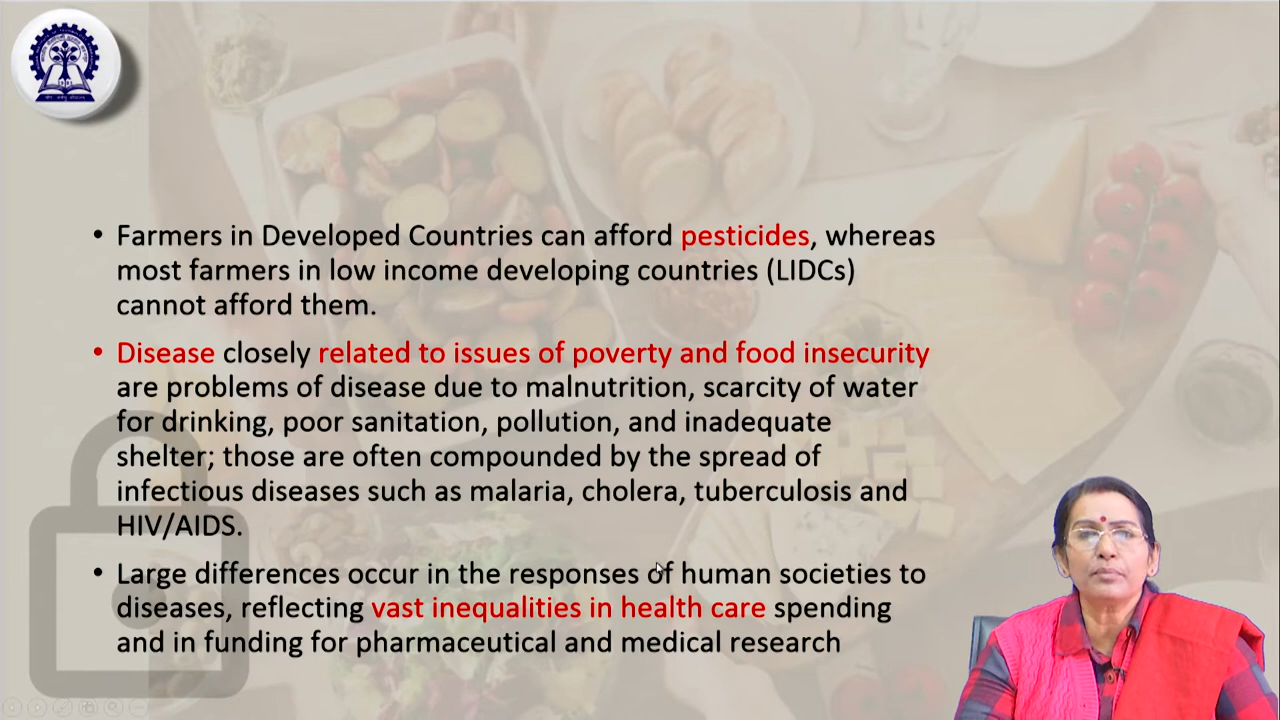 • Farmers in Developed Countries can afford pesticides, whereas
most farmers in low income developing countries (LIDCs)
cannot afford them.
• Disease closely related to issues of poverty and food insecurity
are problems of disease due to malnutrition, scarcity of water
for drinking, poor sanitation, pollution, and inadequate
shelter; those are often compounded by the spread of
infectious diseases such as malaria, cholera, tuberculosis and
HIV/AIDS.
• Large differences occur in the responses of human societies to
diseases, reflecting vast inequalities in health care spending
and in funding for pharmaceutical and medical research